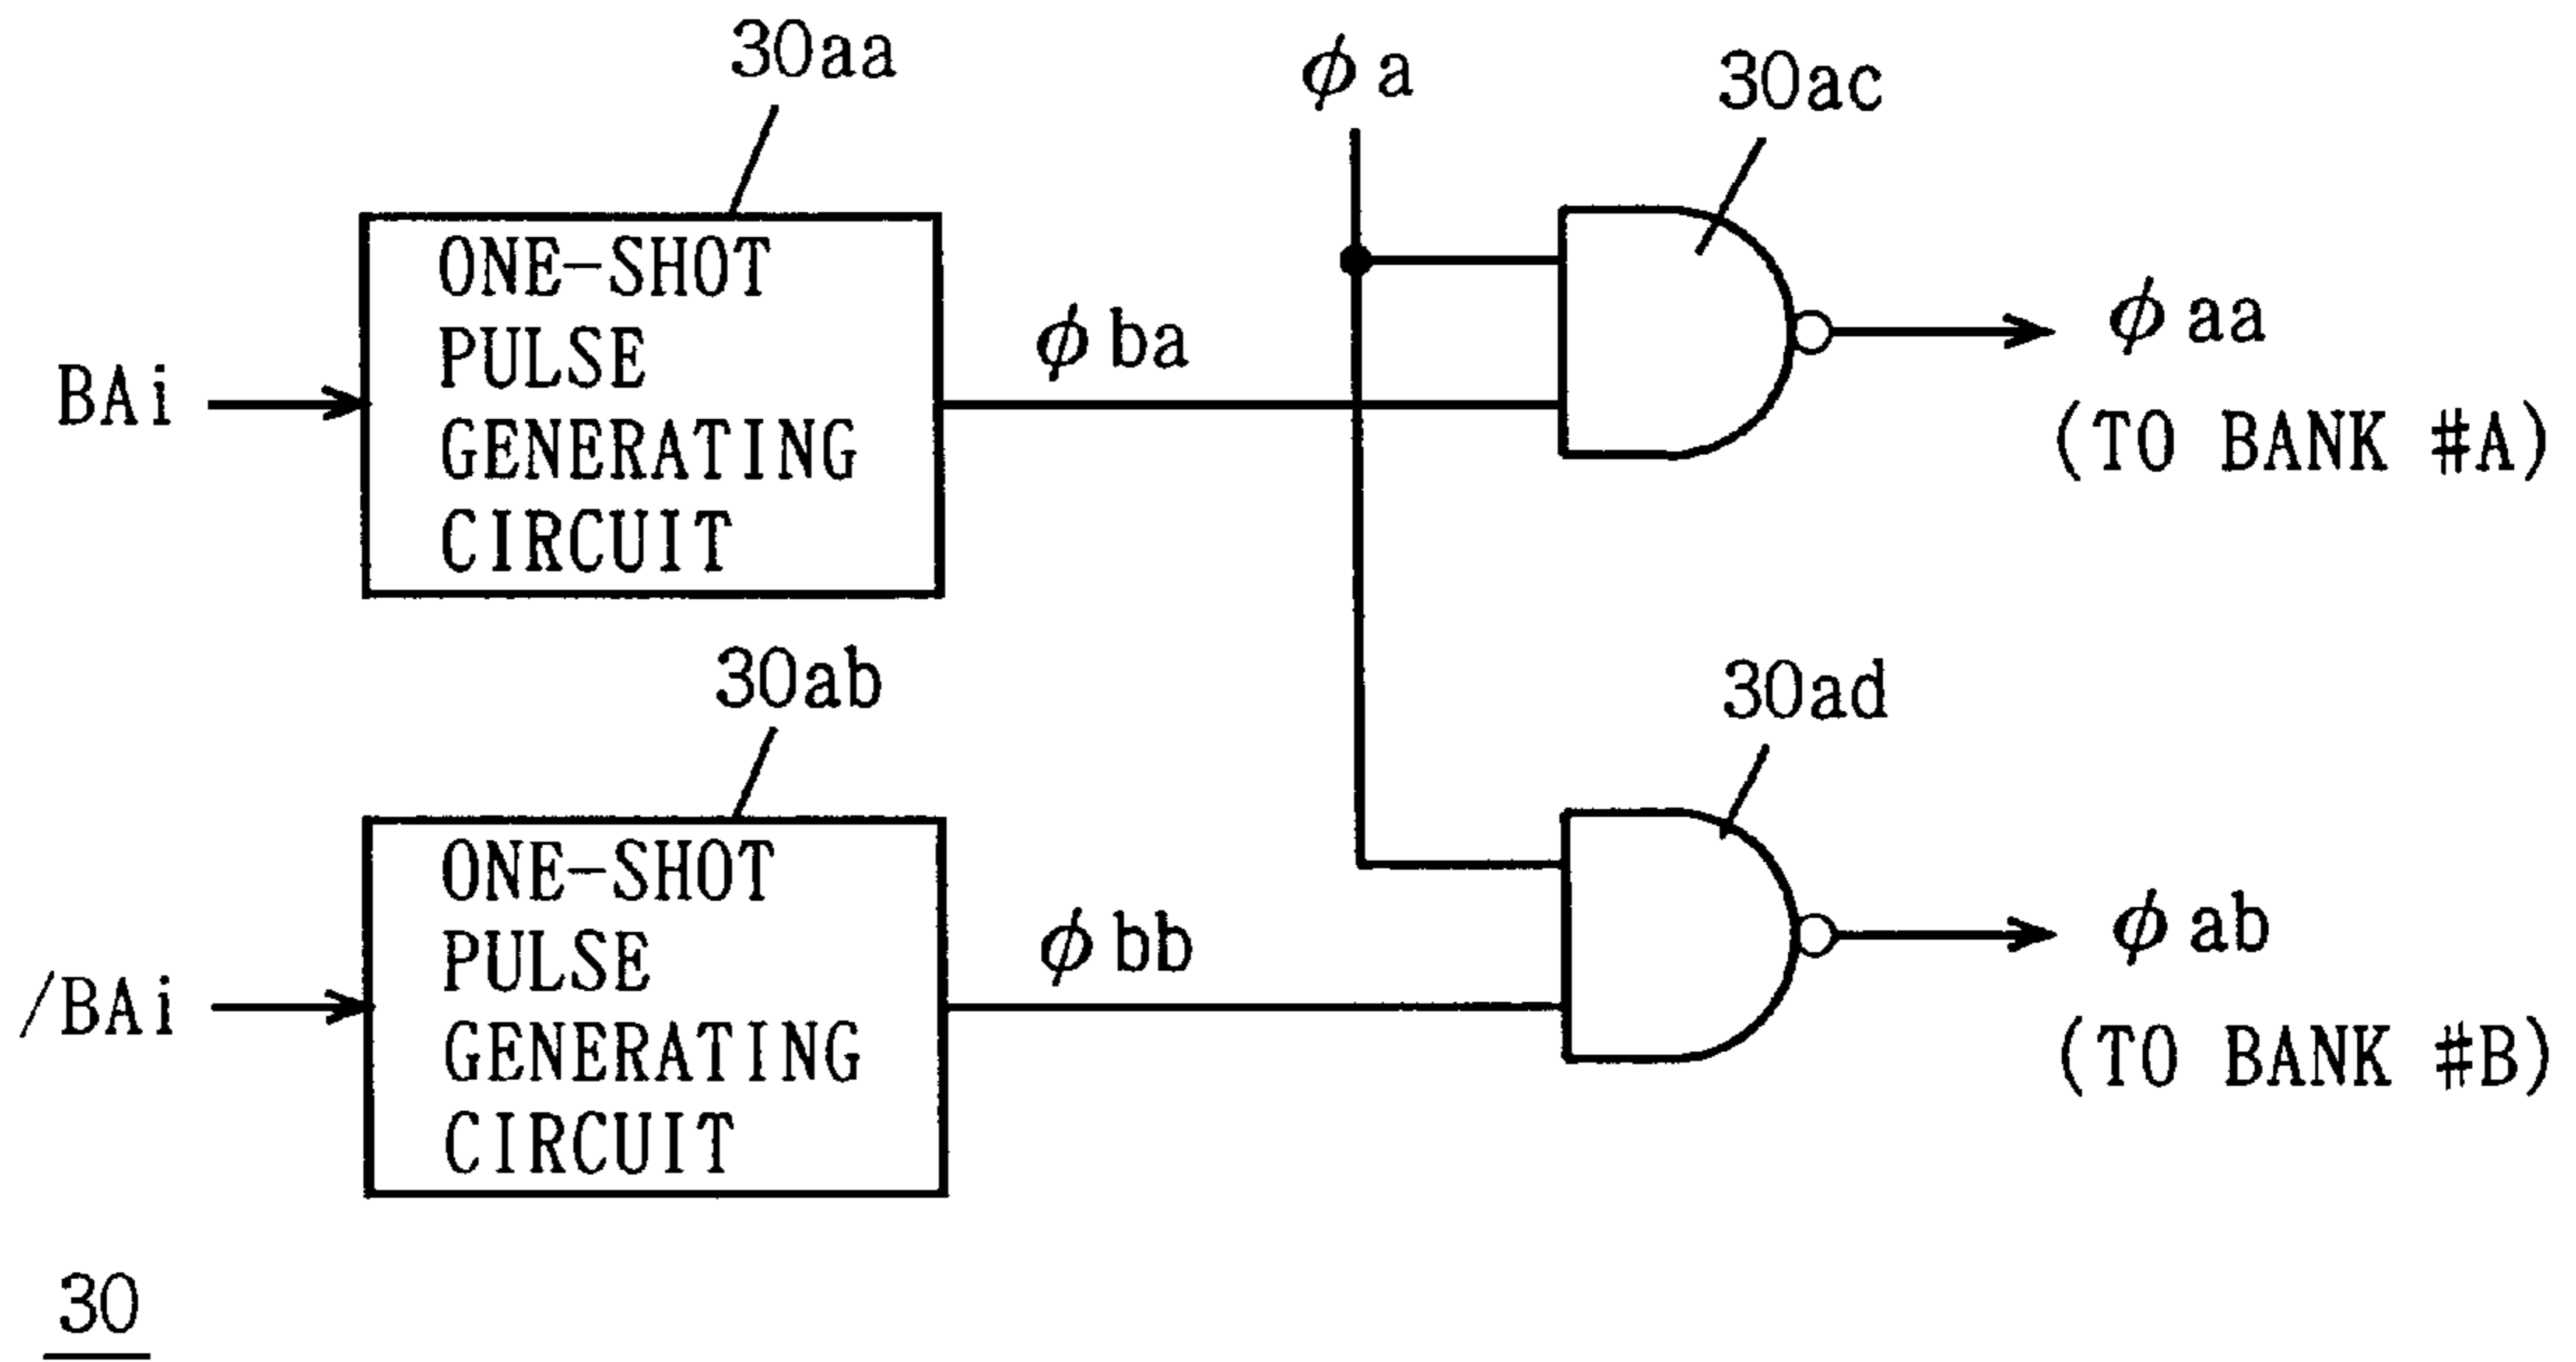 30aa
φa
30ac
ONE-SHOT
PULSE
GENERATING
CIRCUIT
BAi
φba
φaa
(TO BANK #A)
30ab
30ad
ONE-SHOT
PULSE
GENERATING
CIRCUIT
/BAi
φbb
φab
(TO BANK #B)
30